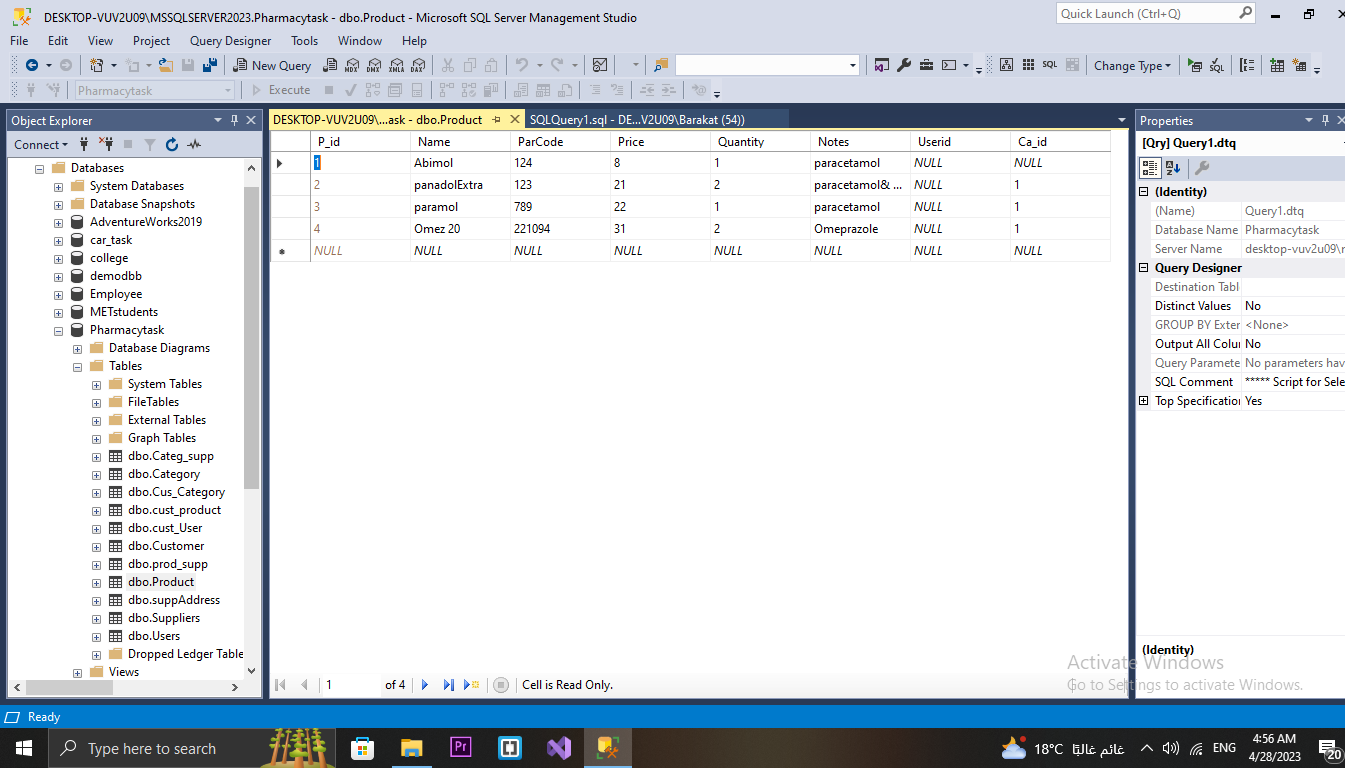 DESKTOP-VUV2U09\MSSQLSERVER2023.Pharmacytask - dbo.Product - Microsoft SQL Server Management Studio
Quick Launch (Ctrl+Q)
File Edit View Project Query Designer Tools Window Help
New Query MDX DMX XMLA DAX SQL Change Type SQL
Pharmacytask Execute
Object Explorer
Connect
Databases
System Databases
Database Snapshots
AdventureWorks2019
car_task
college
demodbb
Employee
METstudents
Pharmacytask
Database Diagrams
Tables
System Tables
FileTables
External Tables
Graph Tables
dbo.Categ_supp
dbo.Category
dbo.Cus_Category
dbo.cust_product
dbo.cust_User
dbo.Customer
dbo.prod_supp
dbo.Product
dbo.suppAddress
dbo.Suppliers
dbo.Users
Dropped Ledger Table
Views
DESKTOP-VUV2U09\...ask - dbo.Product SQLQuery1.sql - DE...V2U09\Barakat (54))
P_id Name ParCode Price Quantity Notes Userid Ca_id
1 Abimol 124 8 1 paracetamol NULL NULL
2 panadolExtra 123 21 2 paracetamol& ... NULL 1
3 paramol 789 22 1 paracetamol NULL 1
4 Omez 20 221094 31 2 Omeprazole NULL 1
NULL NULL NULL NULL NULL NULL NULL NULL
1 of 4 Cell is Read Only.
Properties
[Qry] Query1.dtq
(Identity)
(Name) Query1.dtq
Database Name Pharmacytask
Server Name desktop-vuv2u09\
Query Designer
Destination Tabl
Distinct Values No
GROUP BY Exter <None>
Output All Colu No
Query Paramete No parameters hav
SQL Comment ***** Script for Sele
Top Specification Yes
(Identity)
Activate Windows
Go to Settings to activate Windows.
Ready
Type here to search
Pr
18°C غائم غالبًا ENG
4:56 AM
4/28/2023
20